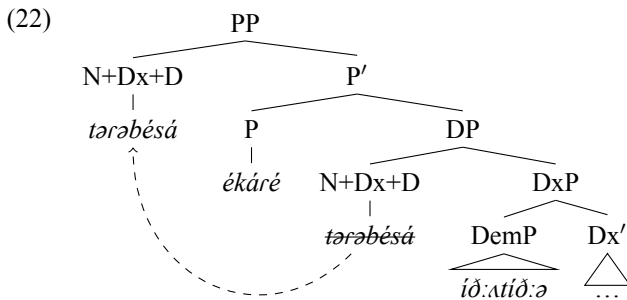 (22)
PP
N+Dx+D P′
tərəbésá P DP
ékáré N+Dx+D DxP
tərəbésá DemP Dx′
íð:ʌtíð:ə …